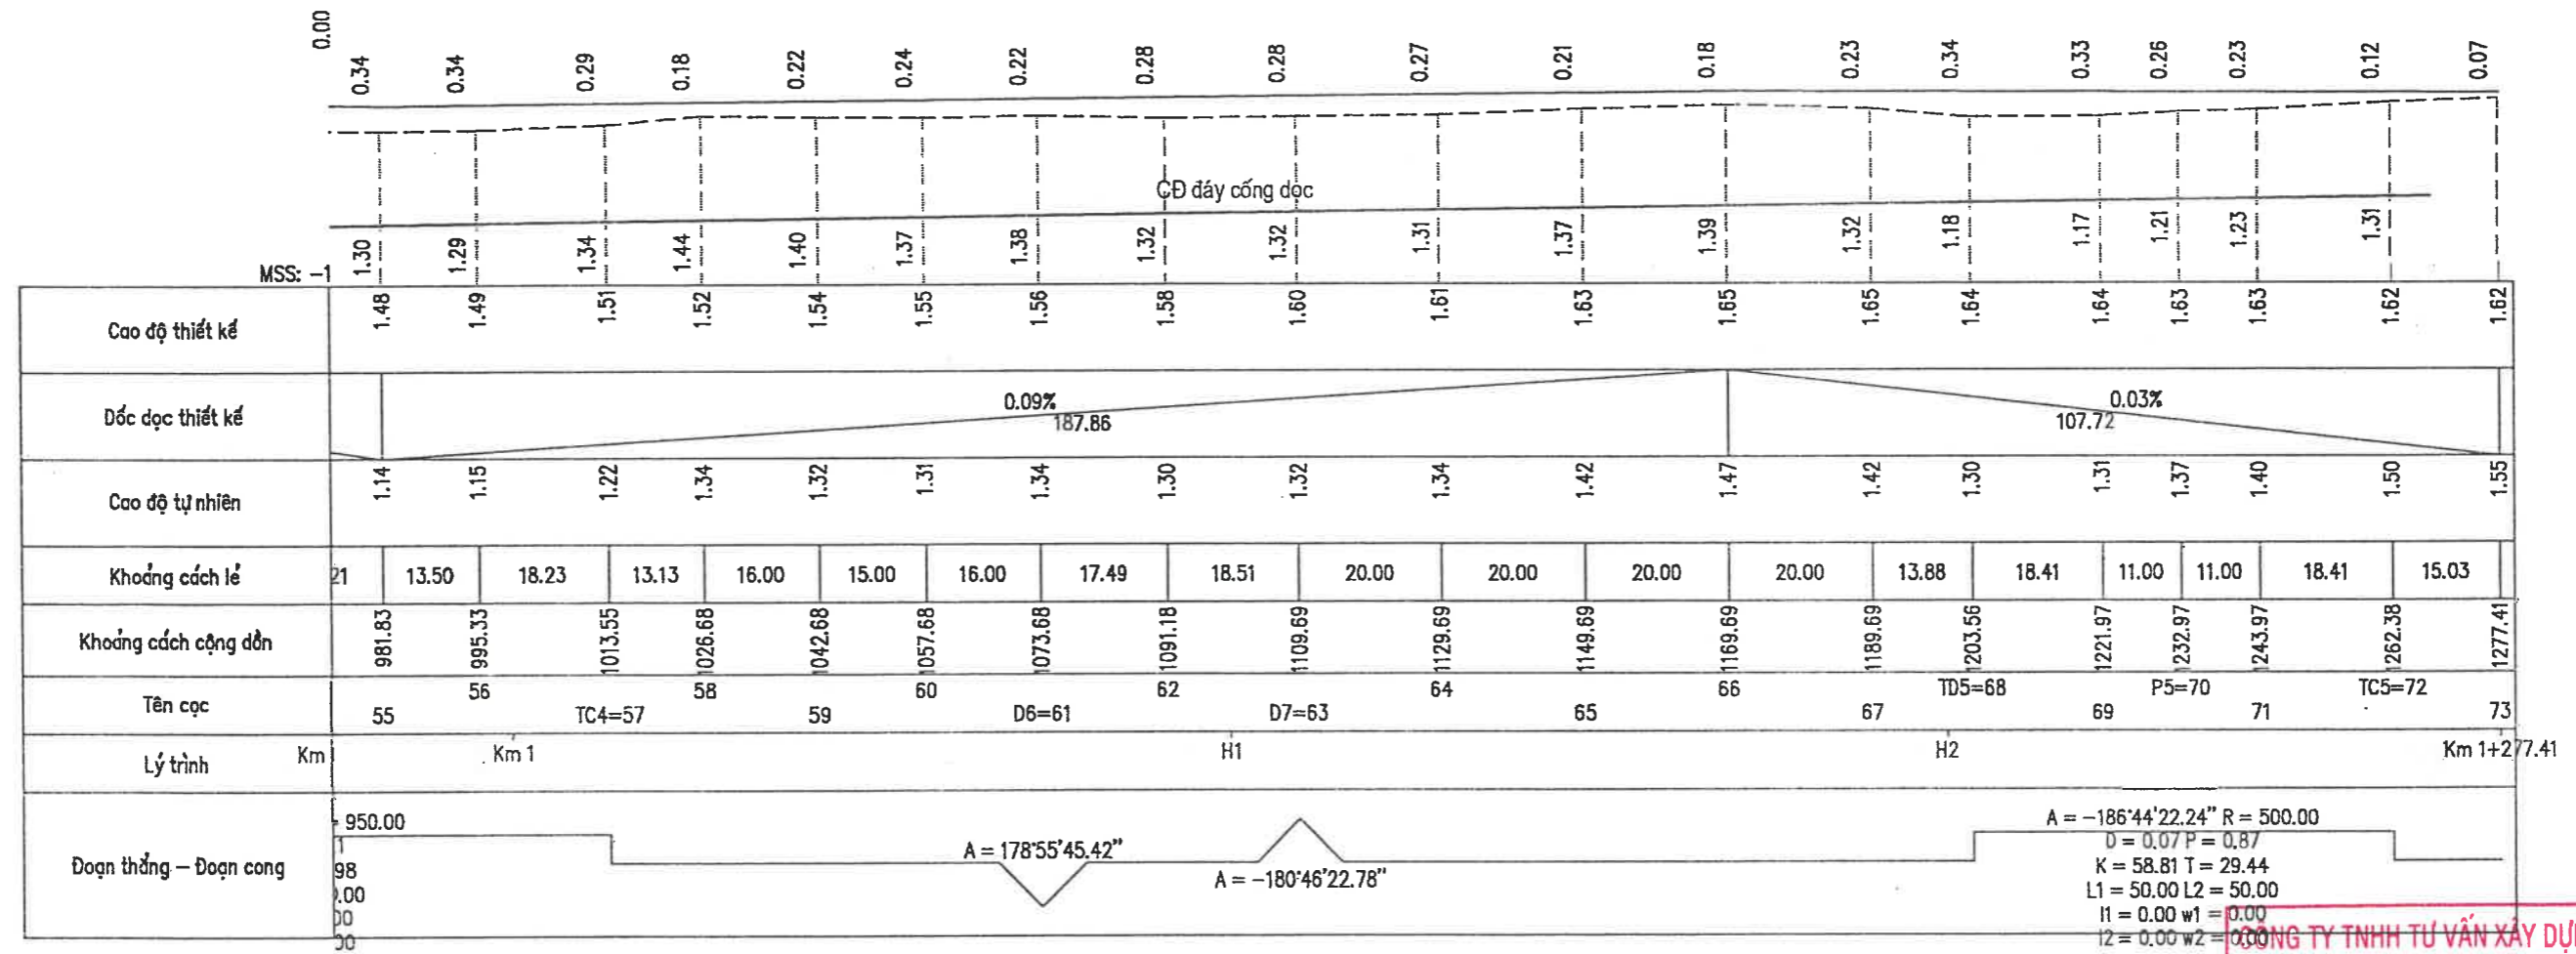 0.00 0.34 0.34 0.29 0.18 0.22 0.24 0.22 0.28 0.28 0.27 0.21 0.18 0.23 0.34 0.33 0.26 0.23 0.12 0.07
CĐ đáy cống dọc
1.30 1.29 1.34 1.44 1.40 1.37 1.38 1.32 1.32 1.31 1.37 1.39 1.32 1.18 1.17 1.21 1.23 1.31
MSS: -1
Cao độ thiết kế 1.48 1.49 1.51 1.52 1.54 1.55 1.56 1.58 1.60 1.61 1.63 1.65 1.65 1.64 1.64 1.63 1.63 1.62 1.62
Dốc dọc thiết kế 0.09% 187.86 0.03% 107.72
Cao độ tự nhiên 1.14 1.15 1.22 1.34 1.32 1.31 1.34 1.30 1.32 1.34 1.42 1.47 1.42 1.30 1.31 1.37 1.40 1.50 1.55
Khoảng cách lẻ 21 13.50 18.23 13.13 16.00 15.00 16.00 17.49 18.51 20.00 20.00 20.00 20.00 13.88 18.41 11.00 11.00 18.41 15.03
Khoảng cách cộng dồn 981.83 995.33 1013.55 1026.68 1042.68 1057.68 1073.68 1091.18 1109.69 1129.69 1149.69 1169.69 1189.69 1203.56 1221.97 1232.97 1243.97 1262.38 1277.41
Tên cọc 55 56 TC4=57 58 59 60 D6=61 62 D7=63 64 65 66 67 TD5=68 69 P5=70 71 TC5=72 73
Lý trình Km Km 1 H1 H2 Km 1+277.41
Đoạn thẳng – Đoạn cong
950.00
1
98
.00
00
00
A = 178°55'45.42"
A = -180°46'22.78"
A = -186°44'22.24" R = 500.00
D = 0.07 P = 0.87
K = 58.81 T = 29.44
L1 = 50.00 L2 = 50.00
I1 = 0.00 w1 = 0.00
I2 = 0.00 w2 = 0.00
CÔNG TY TNHH TƯ VẤN XÂY DỰ